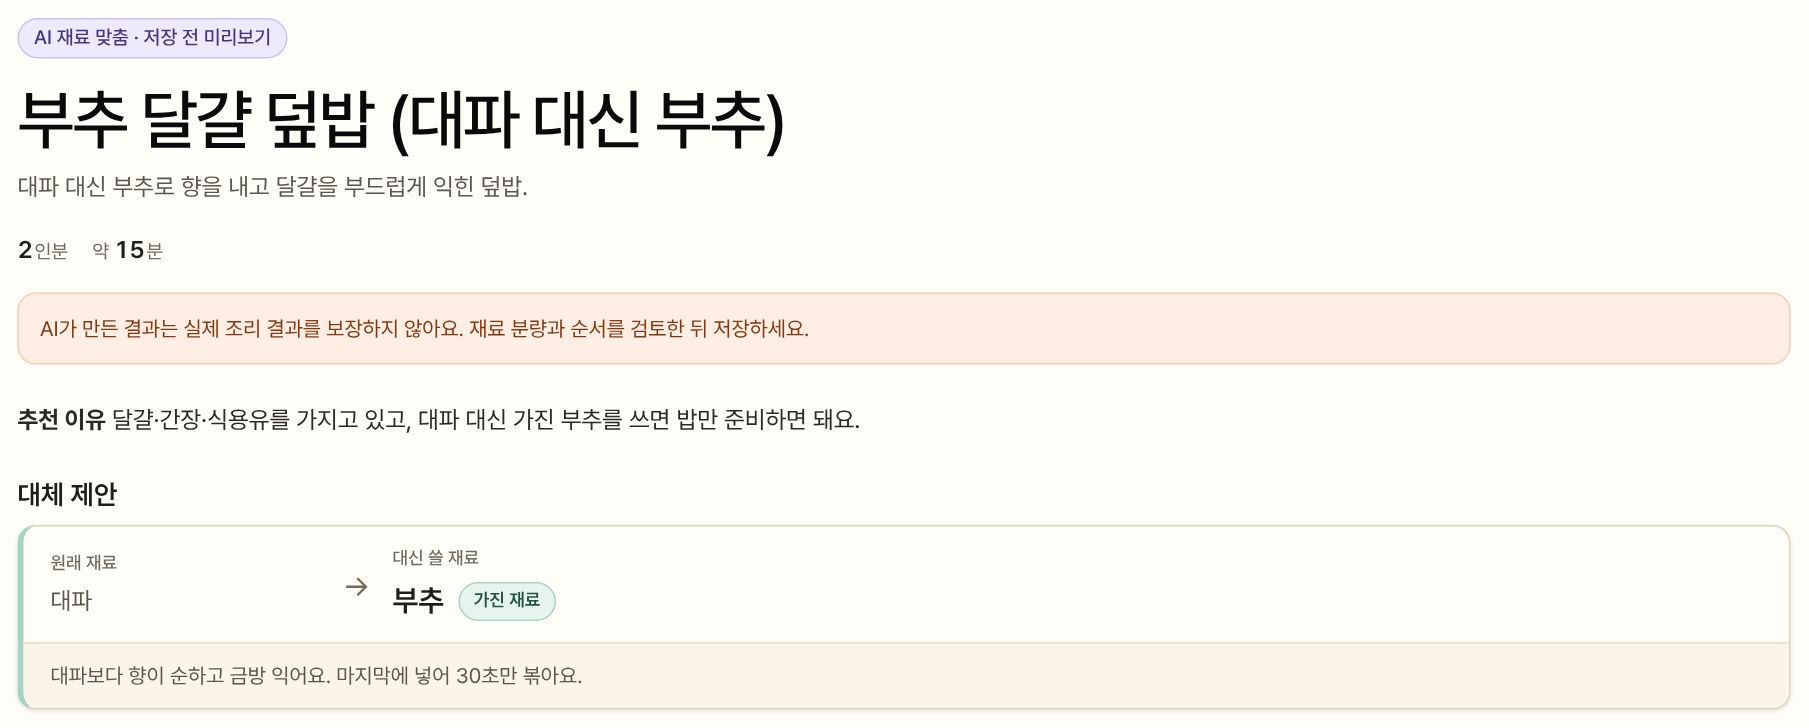 AI 재료 맞춤 · 저장 전 미리보기
부추 달걀 덮밥 (대파 대신 부추)
대파 대신 부추로 향을 내고 달걀을 부드럽게 익힌 덮밥.
2인분 약 15분
AI가 만든 결과는 실제 조리 결과를 보장하지 않아요. 재료 분량과 순서를 검토한 뒤 저장하세요.
추천 이유 달걀·간장·식용유를 가지고 있고, 대파 대신 가진 부추를 쓰면 밥만 준비하면 돼요.
대체 제안
원래 재료
대파
→
대신 쓸 재료
부추 가진 재료
대파보다 향이 순하고 금방 익어요. 마지막에 넣어 30초만 볶아요.